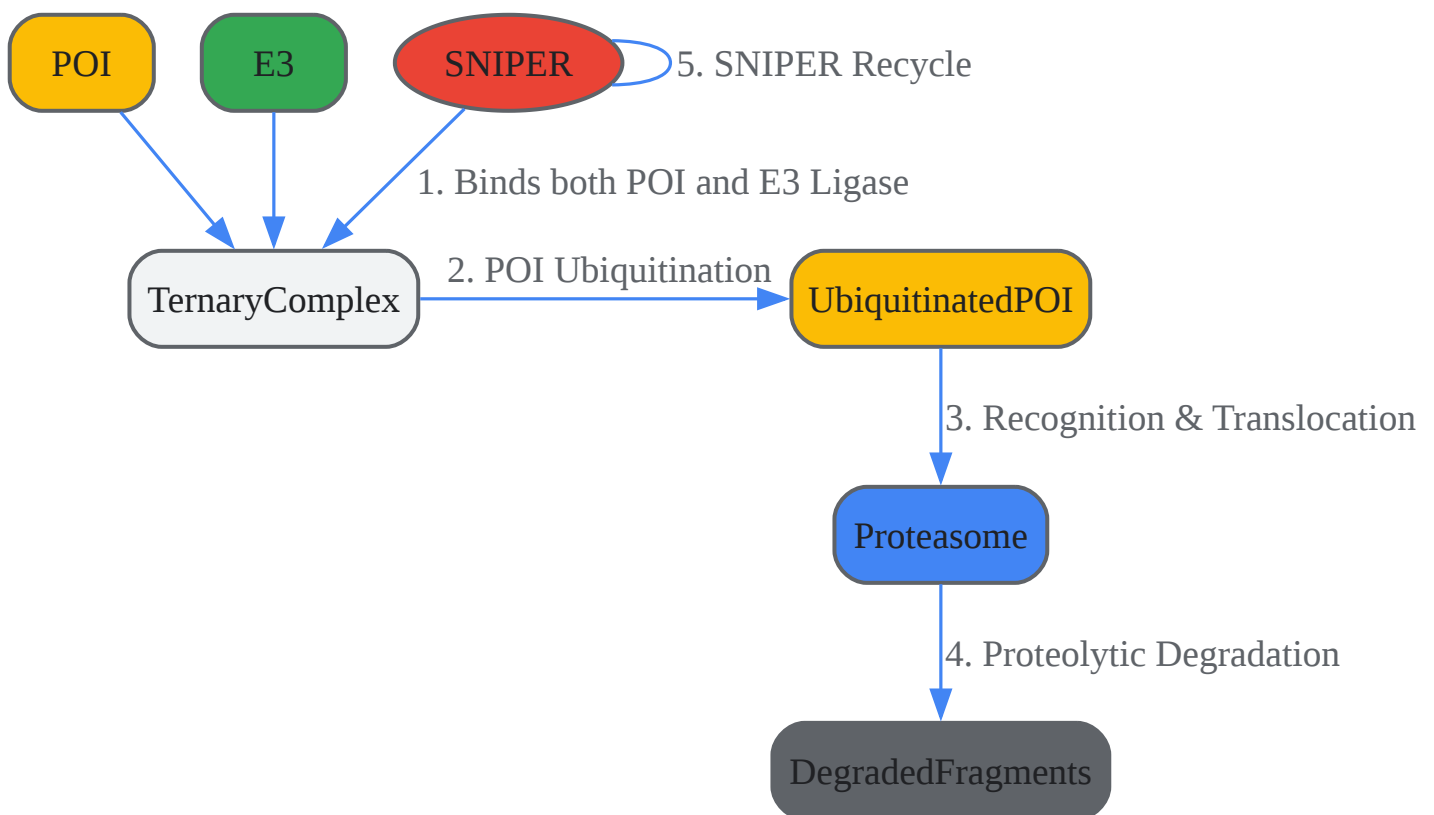 POI
E3
SNIPER
5. SNIPER Recycle
1. Binds both POI and E3 Ligase
2. POI Ubiquitination
TernaryComplex
UbiquitinatedPOI
3. Recognition & Translocation
Proteasome
4. Proteolytic Degradation
DegradedFragments